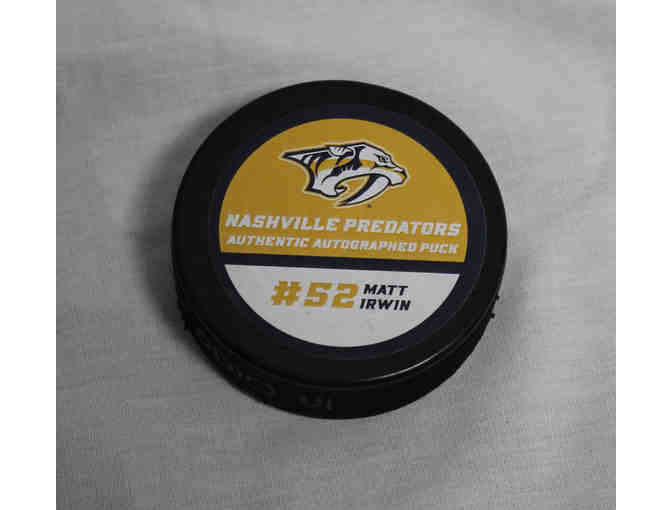 NASHVILLE PREDATORS
AUTHENTIC AUTOGRAPHED PUCK
#52 MATT
IRWIN